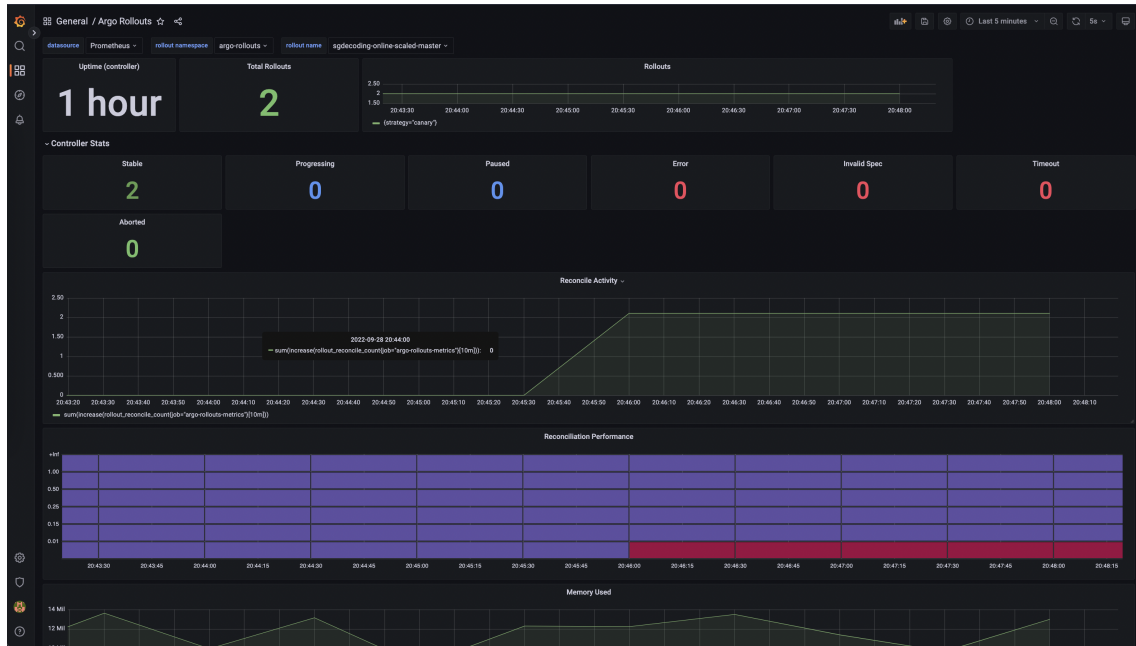 General / Argo Rollouts
Last 5 minutes
5s
datasource Prometheus rollout namespace argo-rollouts rollout name sgdecoding-online-scaled-master
Uptime (controller)
1 hour
Total Rollouts
2
Rollouts
2.50
2
1.50
20:43:30 20:44:00 20:44:30 20:45:00 20:45:30 20:46:00 20:46:30 20:47:00 20:47:30 20:48:00
{strategy="canary"}
Controller Stats
Stable Progressing Paused Error Invalid Spec Timeout
2 0 0 0 0 0
Aborted
0
Reconcile Activity
2.50
2
1.50
1
0.500
0
2022-09-28 20:44:00
sum(increase(rollout_reconcile_count{job="argo-rollouts-metrics"}[10m])): 0
20:43:20 20:43:30 20:43:40 20:43:50 20:44:00 20:44:10 20:44:20 20:44:30 20:44:40 20:44:50 20:45:00 20:45:10 20:45:20 20:45:30 20:45:40 20:45:50 20:46:00 20:46:10 20:46:20 20:46:30 20:46:40 20:46:50 20:47:00 20:47:10 20:47:20 20:47:30 20:47:40 20:47:50 20:48:00 20:48:10
sum(increase(rollout_reconcile_count{job="argo-rollouts-metrics"}[10m]))
Reconciliation Performance
+Inf
1.00
0.50
0.25
0.15
0.01
20:43:30 20:43:45 20:44:00 20:44:15 20:44:30 20:44:45 20:45:00 20:45:15 20:45:30 20:45:45 20:46:00 20:46:15 20:46:30 20:46:45 20:47:00 20:47:15 20:47:30 20:47:45 20:48:00 20:48:15
Memory Used
14 Mil
12 Mil